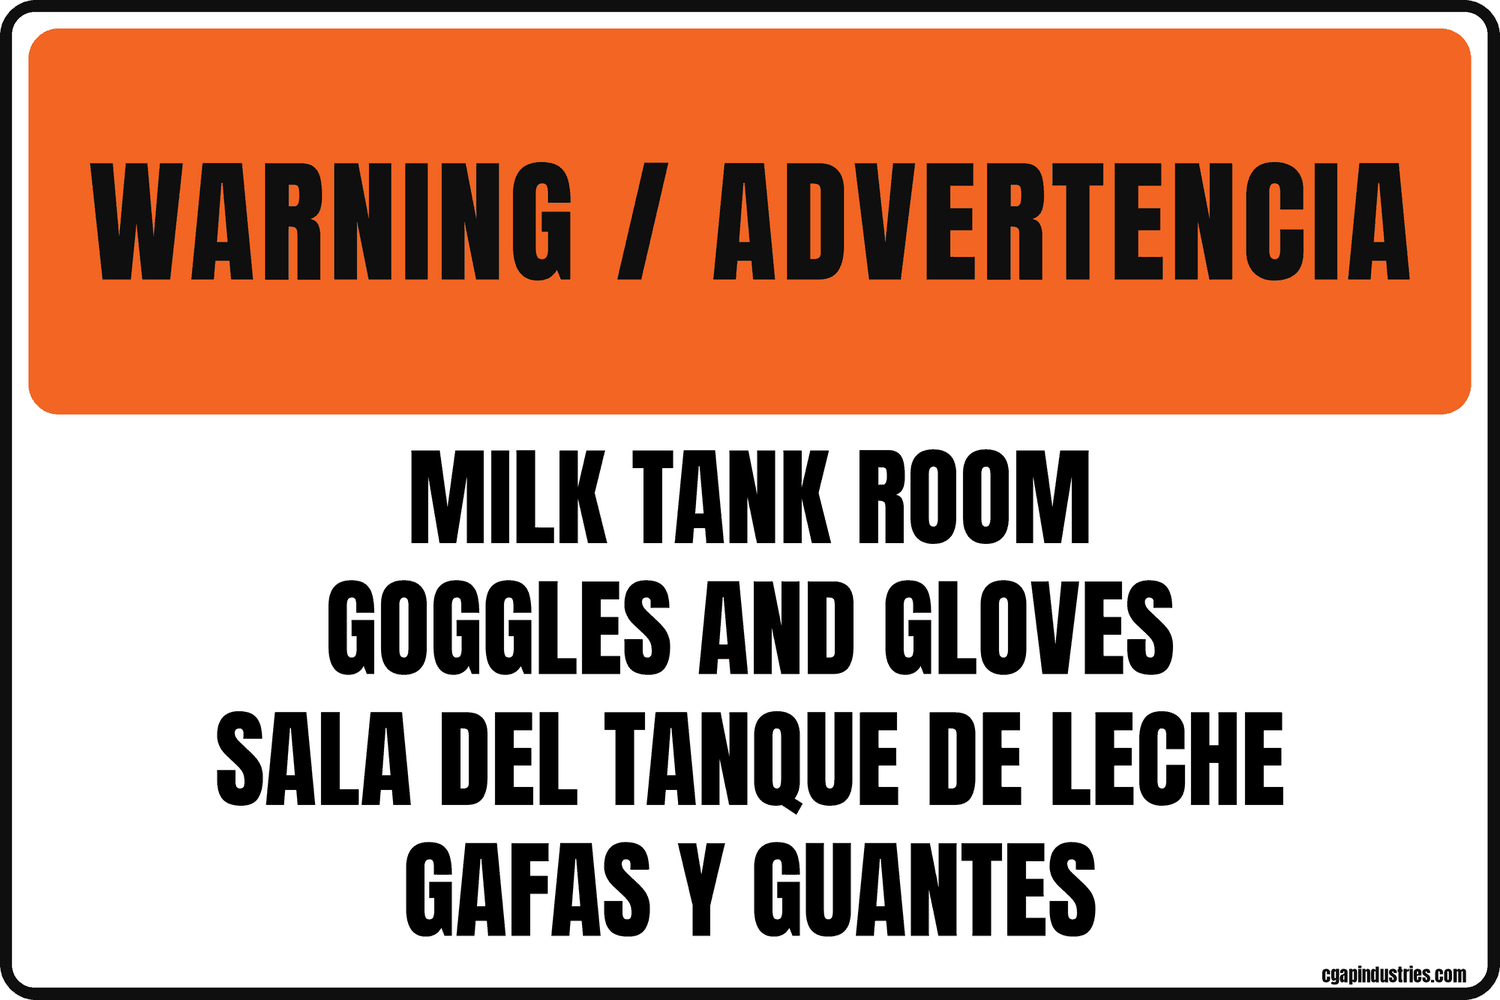 WARNING / ADVERTENCIA
MILK TANK ROOM
GOGGLES AND GLOVES
SALA DEL TANQUE DE LECHE
GAFAS Y GUANTES
cgapindustries.com